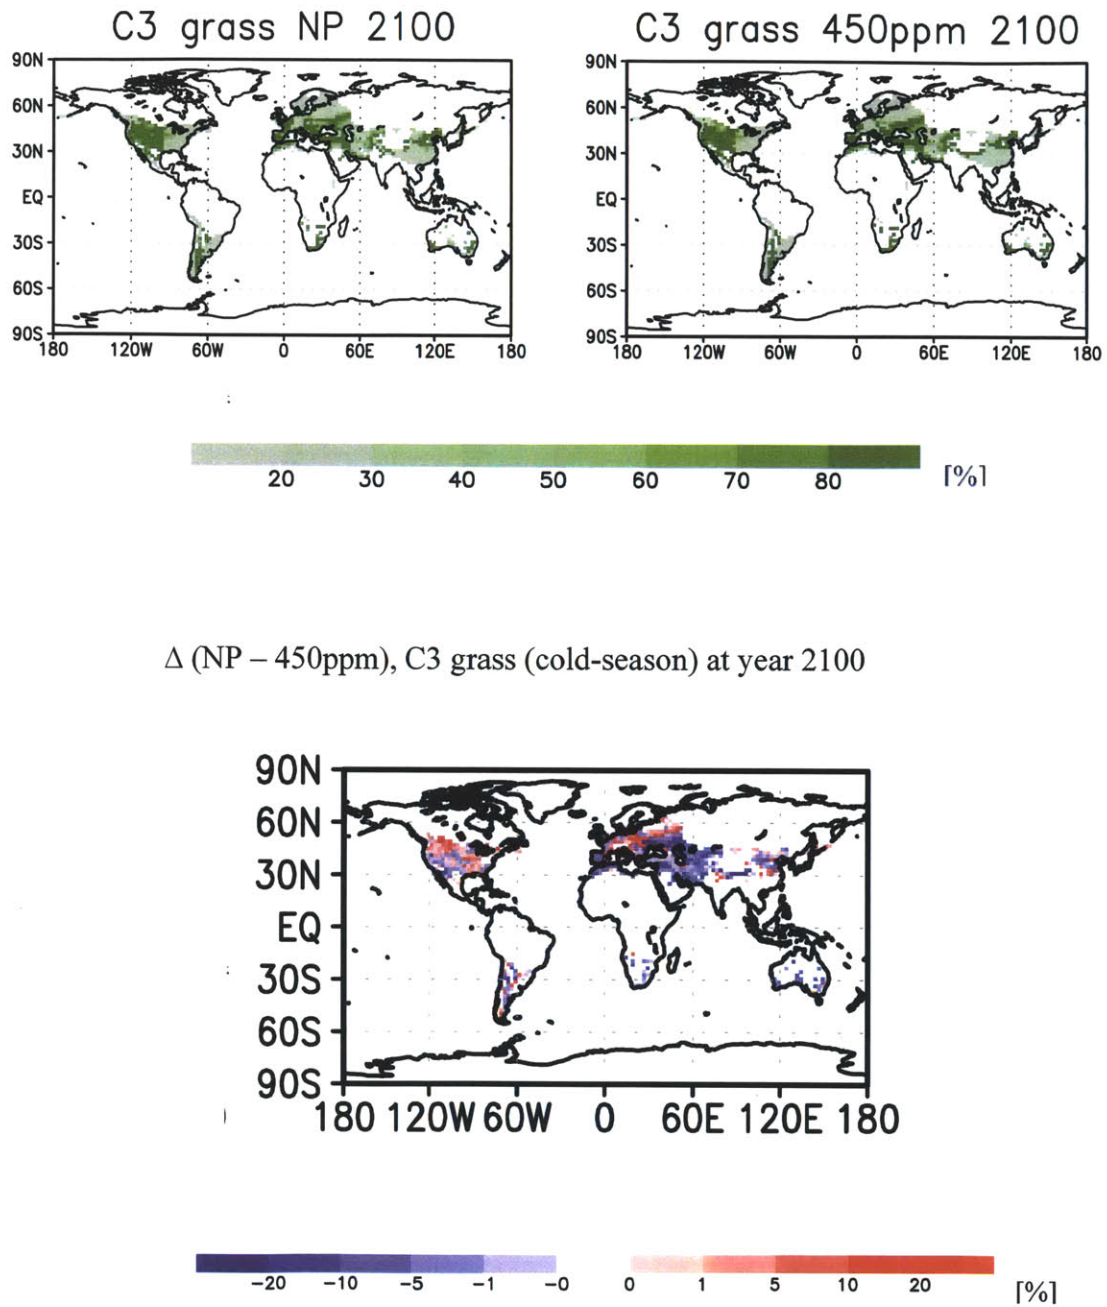 C3 grass NP 2100 C3 grass 450ppm 2100
90N 90N
60N 60N
30N 30N
EQ EQ
30S 30S
60S 60S
90S 90S
180 120W 60W 0 60E 120E 180 180 120W 60W 0 60E 120E 180
20 30 40 50 60 70 80 [%]
Δ (NP – 450ppm), C3 grass (cold-season) at year 2100
90N
60N
30N
EQ
30S
60S
90S
180 120W 60W 0 60E 120E 180
-20 -10 -5 -1 -0 0 1 5 10 20 [%]